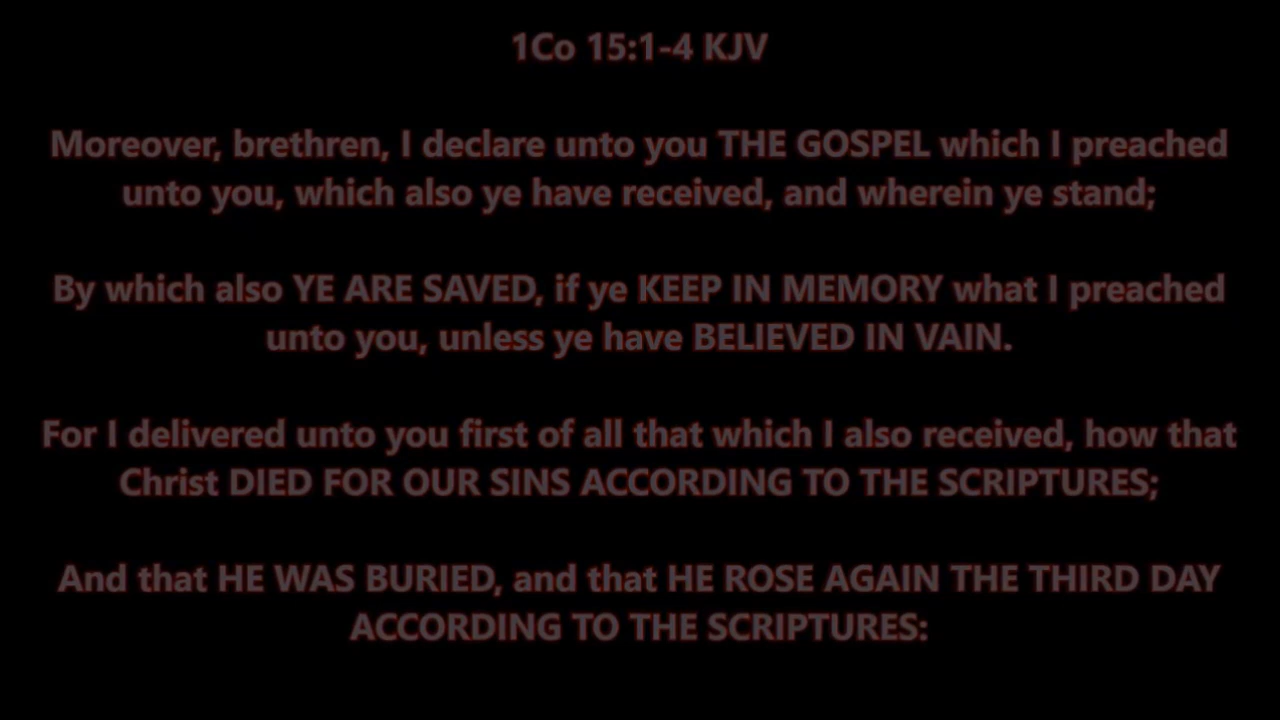 1Co 15:1-4 KJV
Moreover, brethren, I declare unto you THE GOSPEL which I preached
unto you, which also ye have received, and wherein ye stand;
By which also YE ARE SAVED, if ye KEEP IN MEMORY what I preached
unto you, unless ye have BELIEVED IN VAIN.
For I delivered unto you first of all that which I also received, how that
Christ DIED FOR OUR SINS ACCORDING TO THE SCRIPTURES;
And that HE WAS BURIED, and that HE ROSE AGAIN THE THIRD DAY
ACCORDING TO THE SCRIPTURES: